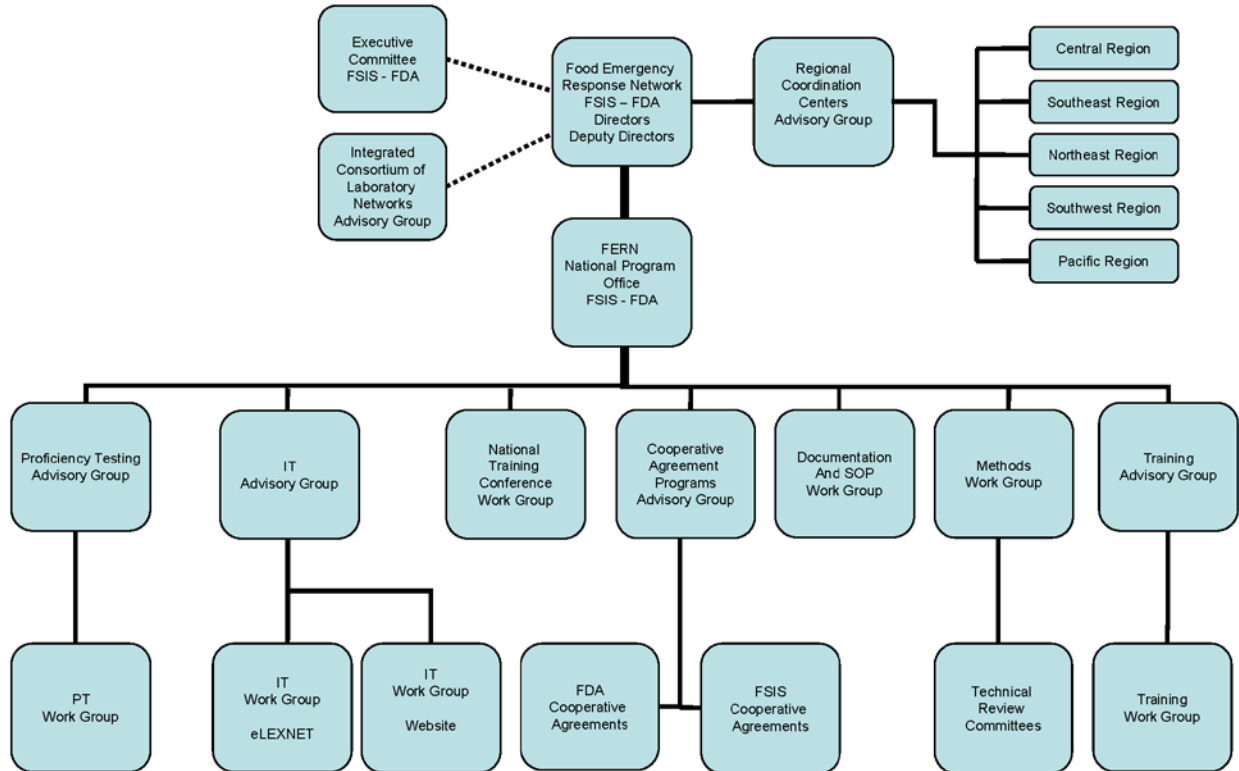 Executive
Committee
FSIS - FDA
Food Emergency
Response Network
FSIS – FDA
Directors
Deputy Directors
Regional
Coordination
Centers
Advisory Group
Central Region
Southeast Region
Northeast Region
Southwest Region
Pacific Region
Integrated
Consortium of
Laboratory
Networks
Advisory Group
FERN
National Program
Office
FSIS - FDA
Proficiency Testing
Advisory Group
IT
Advisory Group
National
Training
Conference
Work Group
Cooperative
Agreement
Programs
Advisory Group
Documentation
And SOP
Work Group
Methods
Work Group
Training
Advisory Group
PT
Work Group
IT
Work Group
eLEXNET
IT
Work Group
Website
FDA
Cooperative
Agreements
FSIS
Cooperative
Agreements
Technical
Review
Committees
Training
Work Group